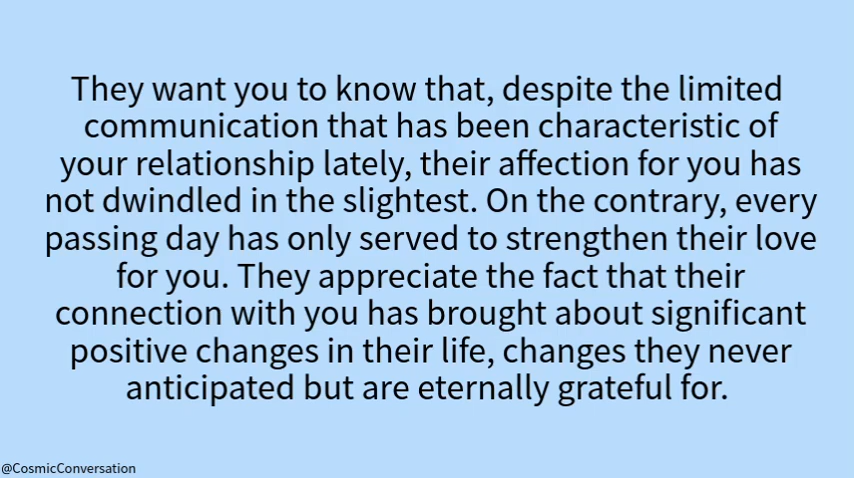 They want you to know that, despite the limited
communication that has been characteristic of
your relationship lately, their affection for you has
not dwindled in the slightest. On the contrary, every
passing day has only served to strengthen their love
for you. They appreciate the fact that their
connection with you has brought about significant
positive changes in their life, changes they never
anticipated but are eternally grateful for.
@CosmicConversation